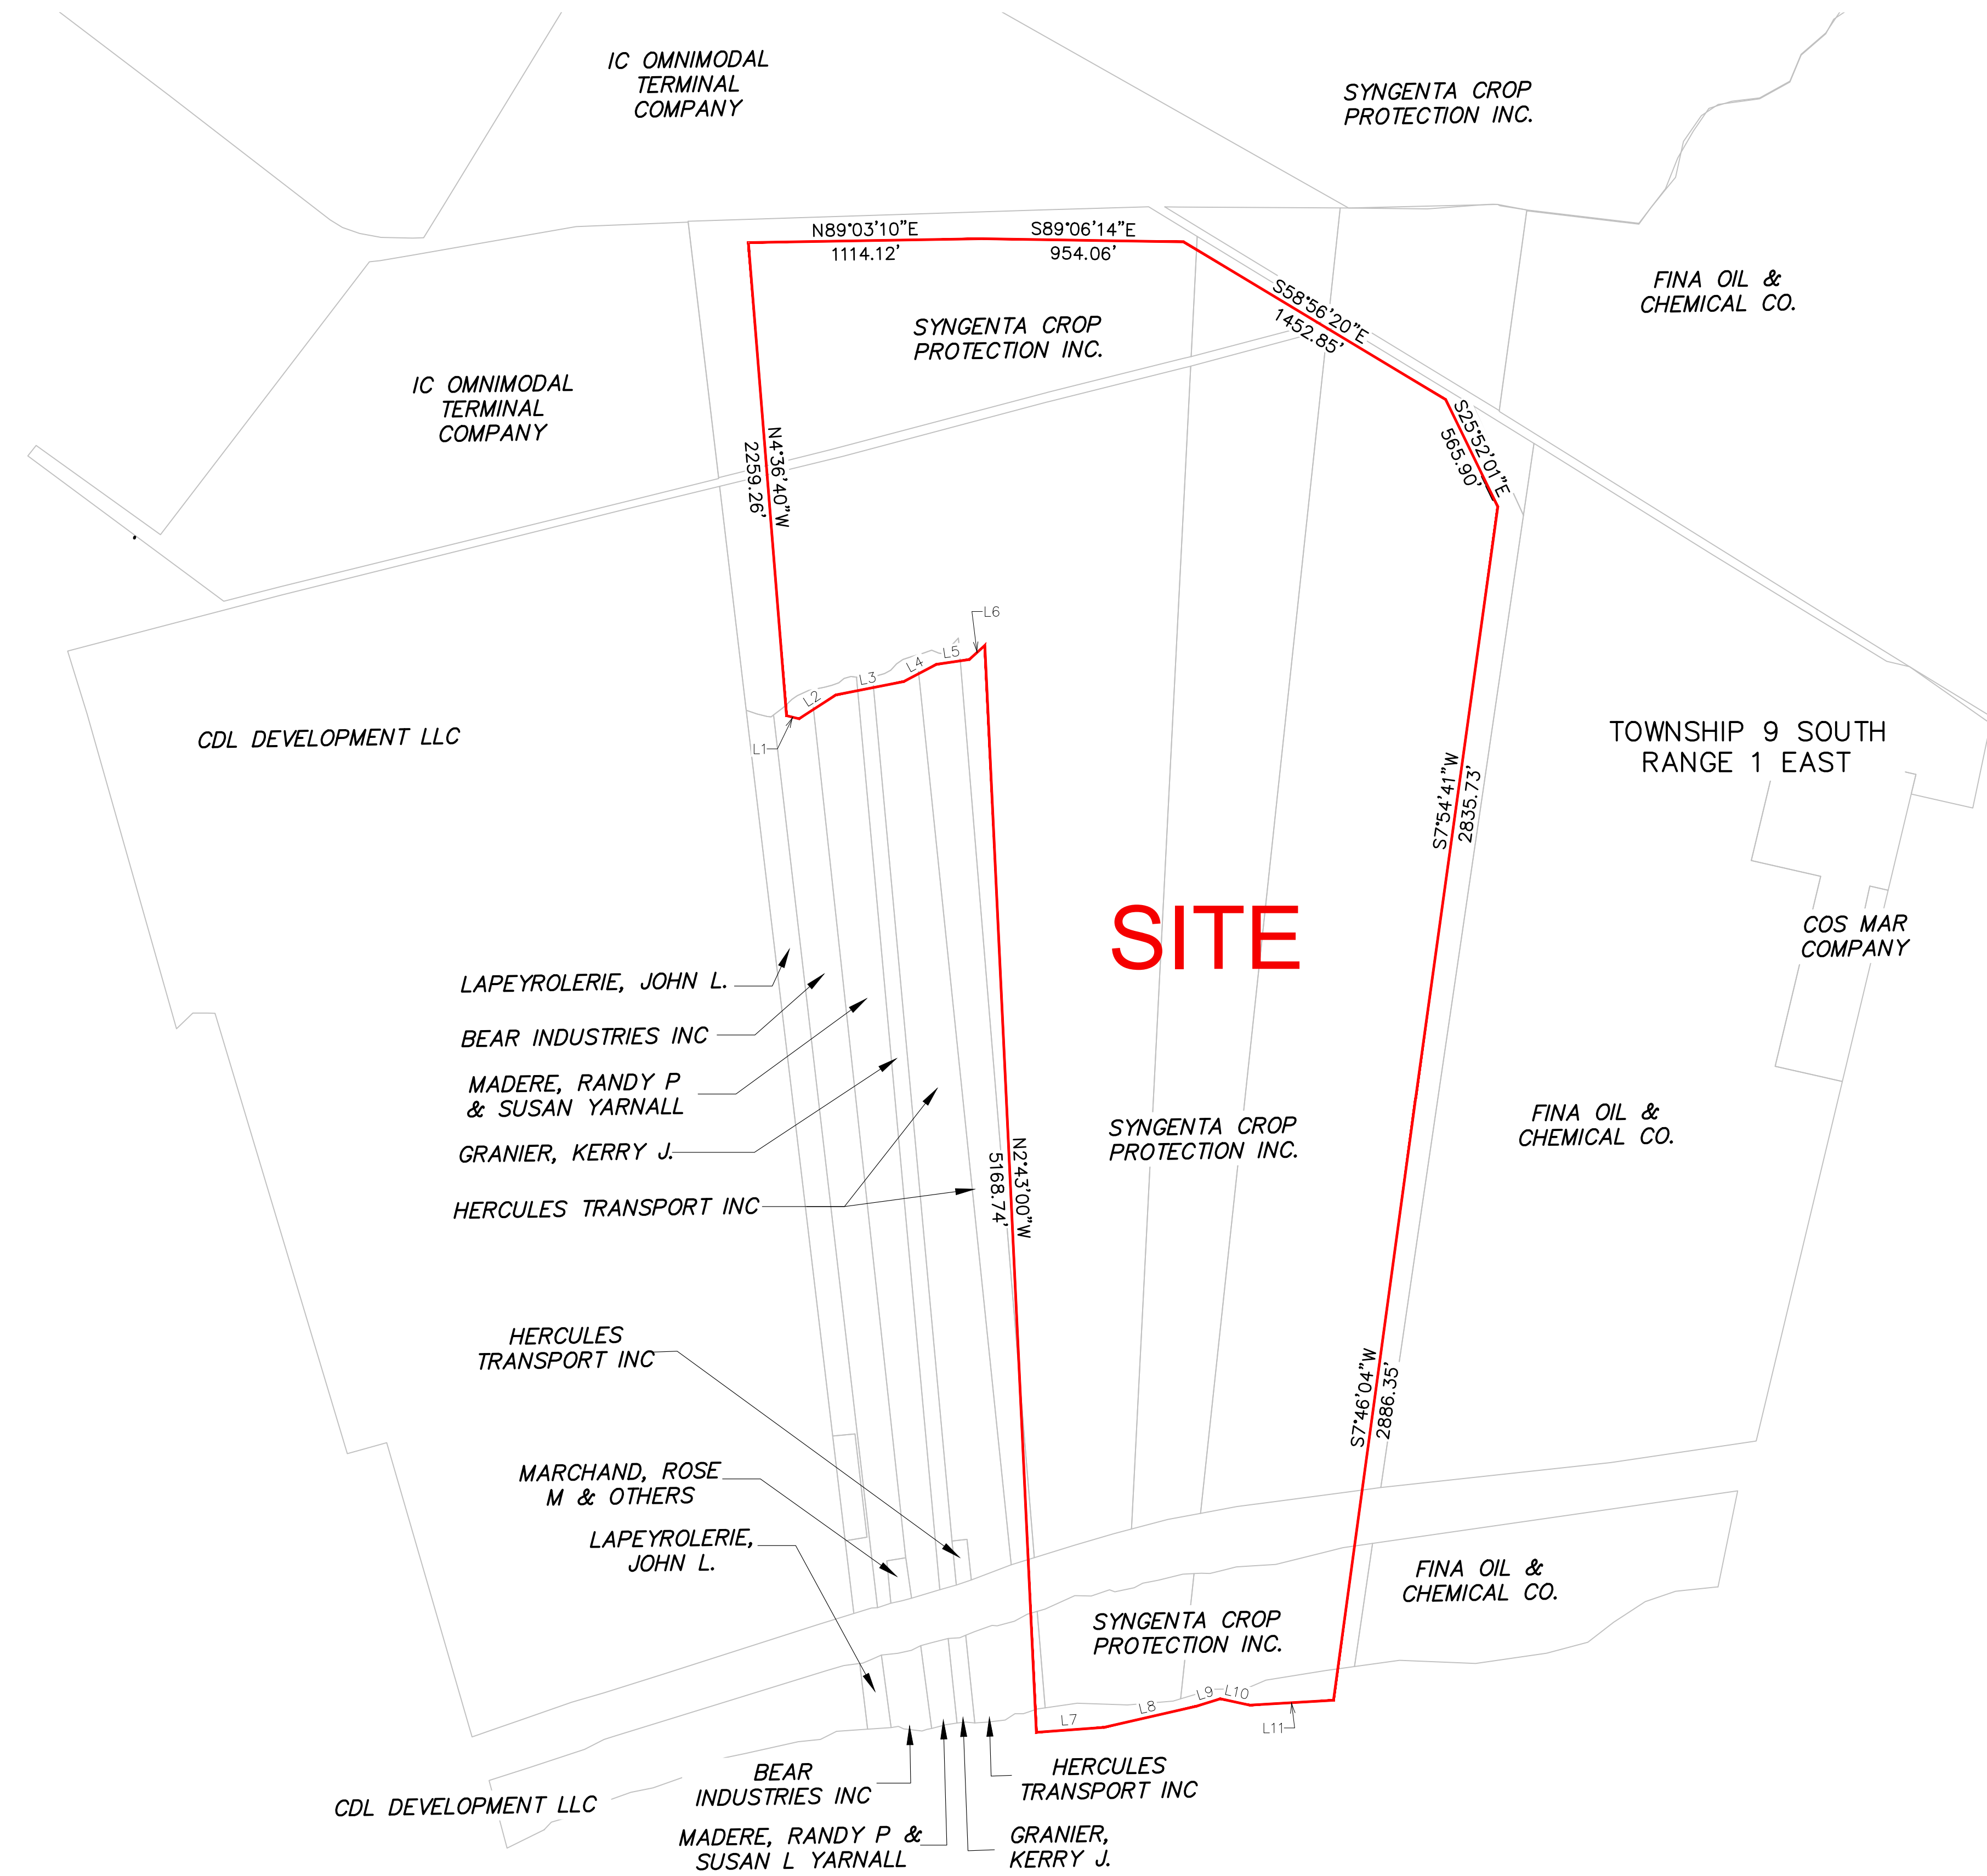 IC OMNIMODAL
TERMINAL
COMPANY
SYNGENTA CROP
PROTECTION INC.
N89°03'10"E
1114.12'
S89°06'14"E
954.06'
S58°56'20"E
1452.85'
FINA OIL &
CHEMICAL CO.
SYNGENTA CROP
PROTECTION INC.
IC OMNIMODAL
TERMINAL
COMPANY
N4°36'40"W
2259.26'
S25°52'01"E
565.90'
L6
L5
L4
L3
L2
L1
CDL DEVELOPMENT LLC
TOWNSHIP 9 SOUTH
RANGE 1 EAST
S7°54'41"W
2835.73'
SITE
COS MAR
COMPANY
LAPEYROLERIE, JOHN L.
BEAR INDUSTRIES INC
MADERE, RANDY P
& SUSAN YARNALL
GRANIER, KERRY J.
HERCULES TRANSPORT INC
N2°43'00"W
5168.74'
SYNGENTA CROP
PROTECTION INC.
FINA OIL &
CHEMICAL CO.
HERCULES
TRANSPORT INC
S7°46'04"W
2886.35'
MARCHAND, ROSE
M & OTHERS
LAPEYROLERIE,
JOHN L.
FINA OIL &
CHEMICAL CO.
SYNGENTA CROP
PROTECTION INC.
L7
L8
L9
L10
L11
BEAR
INDUSTRIES INC
HERCULES
TRANSPORT INC
CDL DEVELOPMENT LLC
MADERE, RANDY P &
SUSAN L YARNALL
GRANIER,
KERRY J.